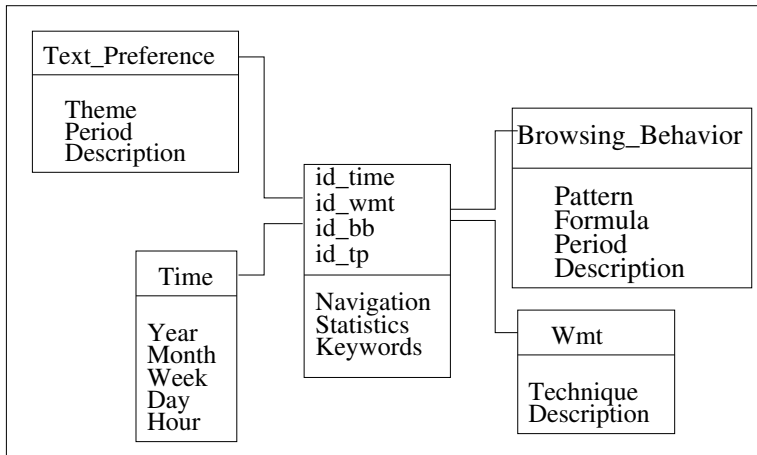 Text_Preference
Theme
Period
Description
Time
Year
Month
Week
Day
Hour
id_time
id_wmt
id_bb
id_tp
Navigation
Statistics
Keywords
Browsing_Behavior
Pattern
Formula
Period
Description
Wmt
Technique
Description